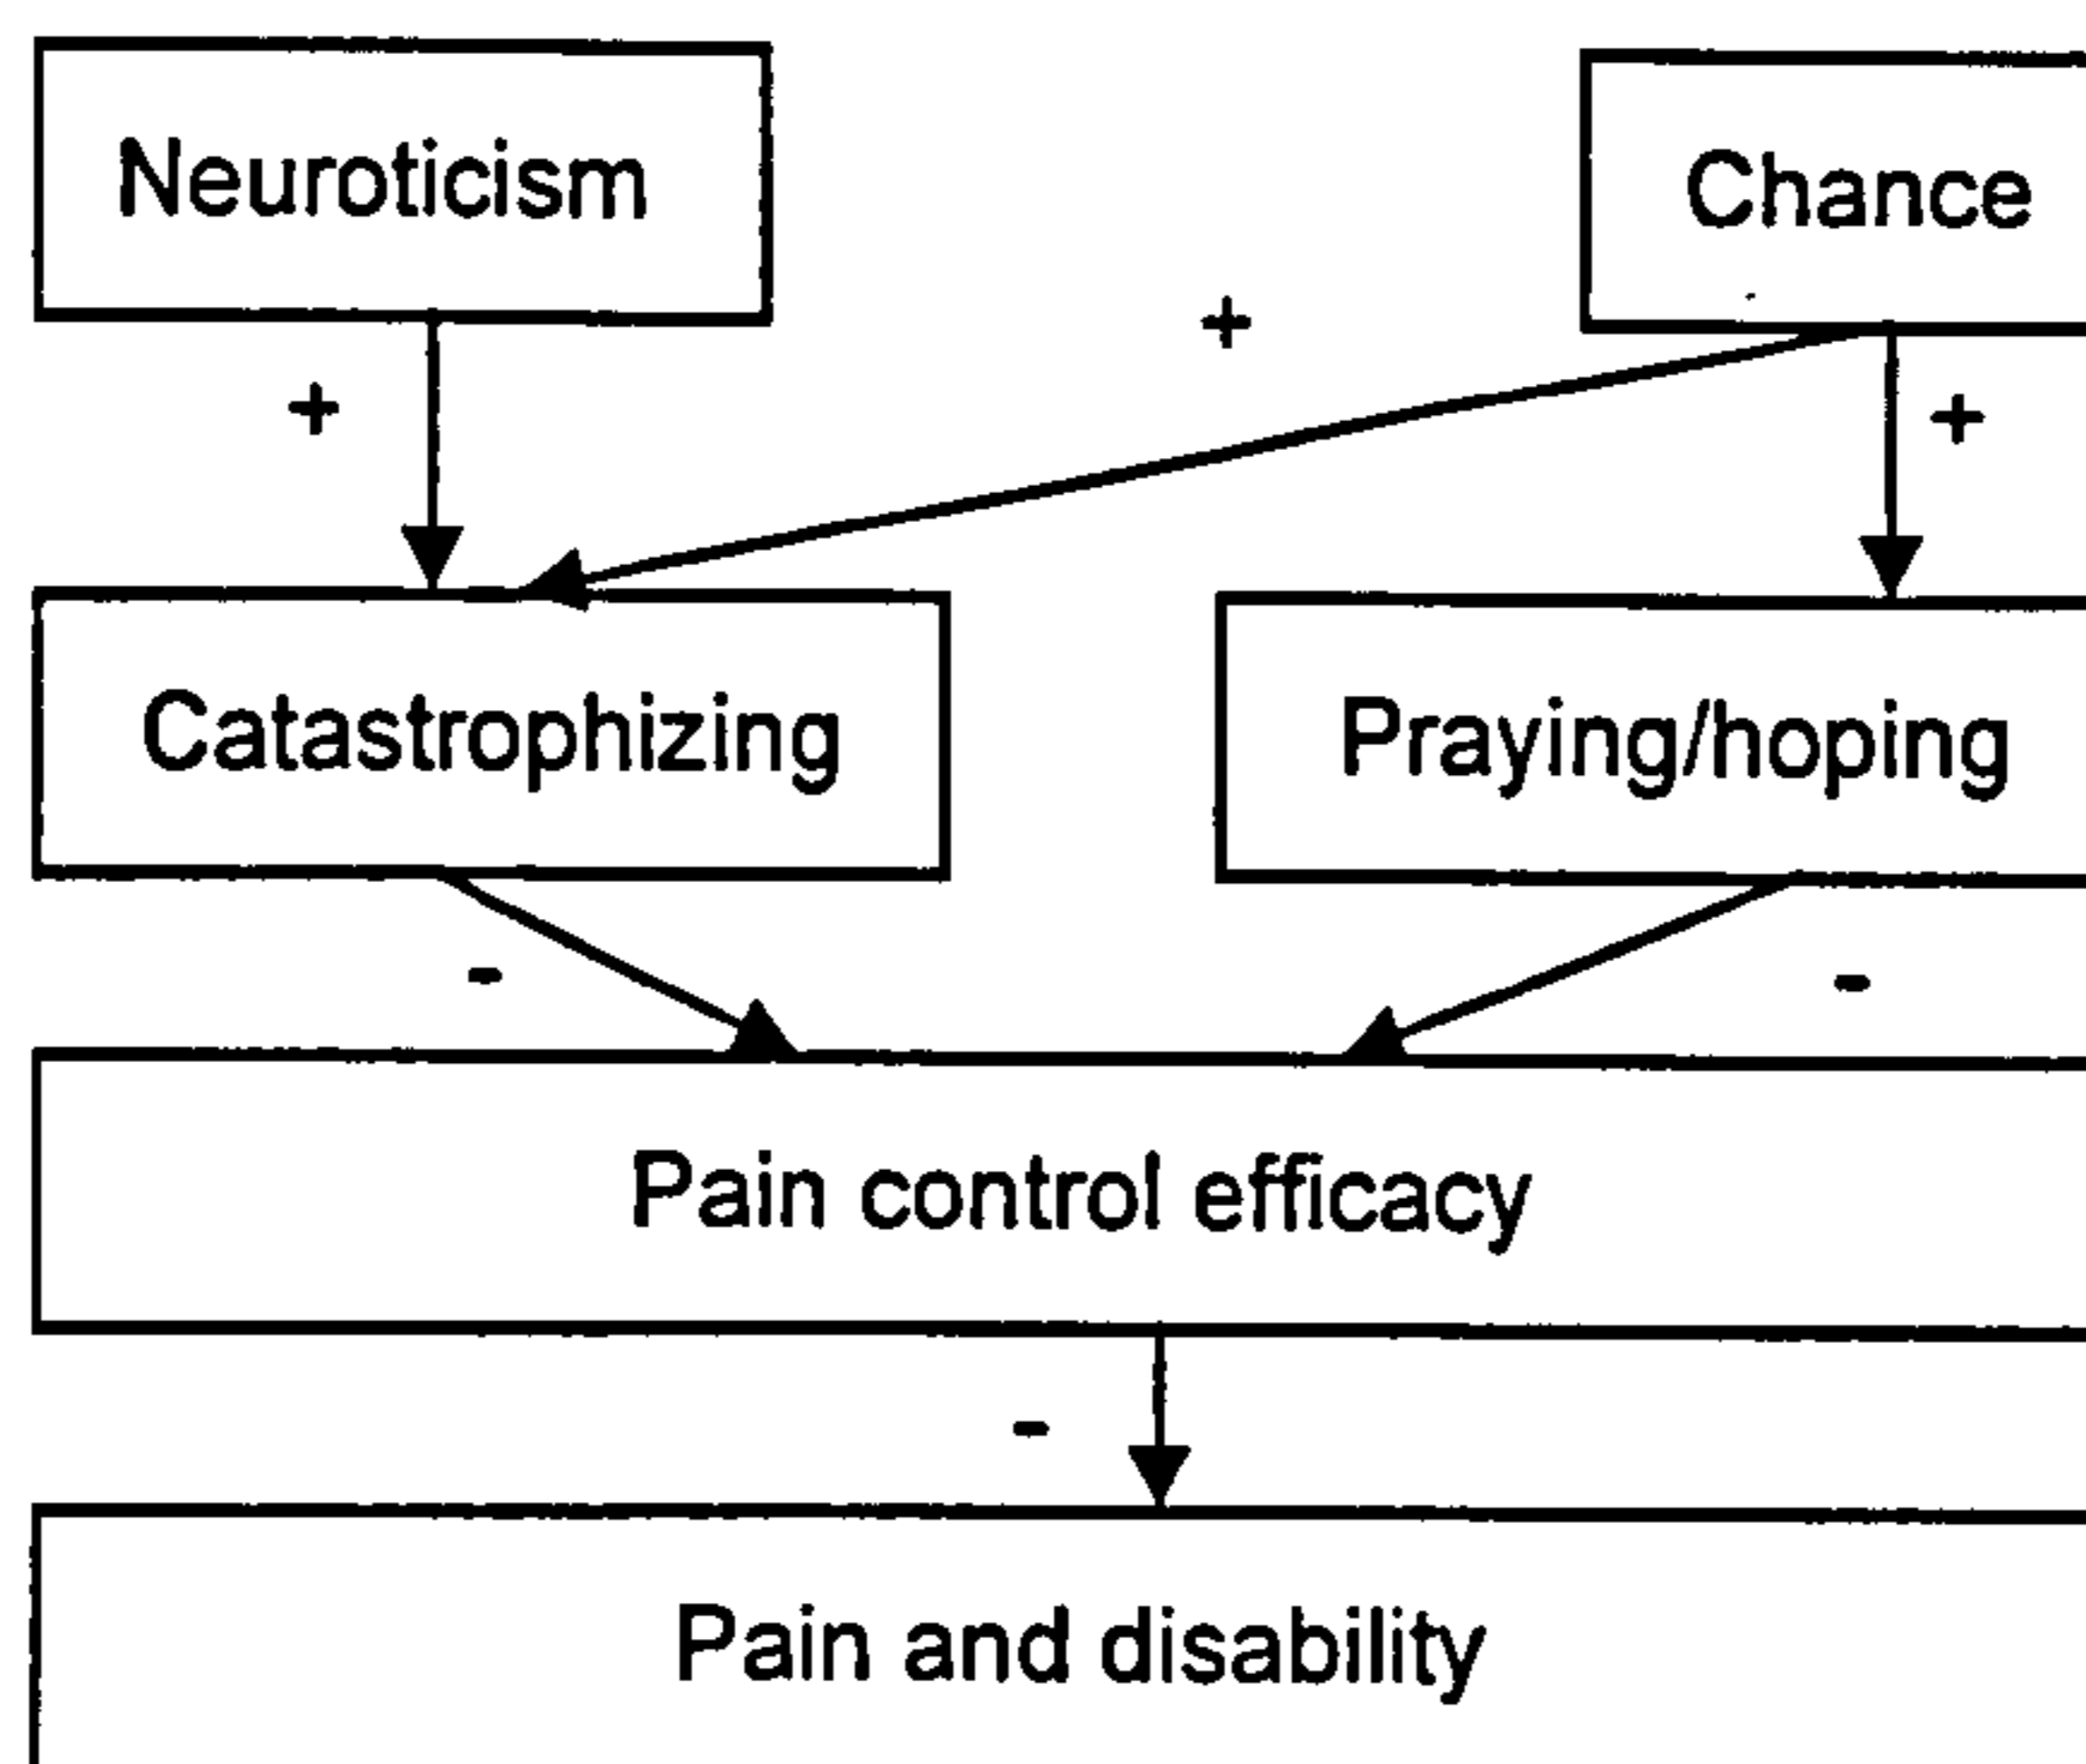 Neuroticism
Chance
+
+
+
Catastrophizing
Praying/hoping
-
-
Pain control efficacy
-
Pain and disability